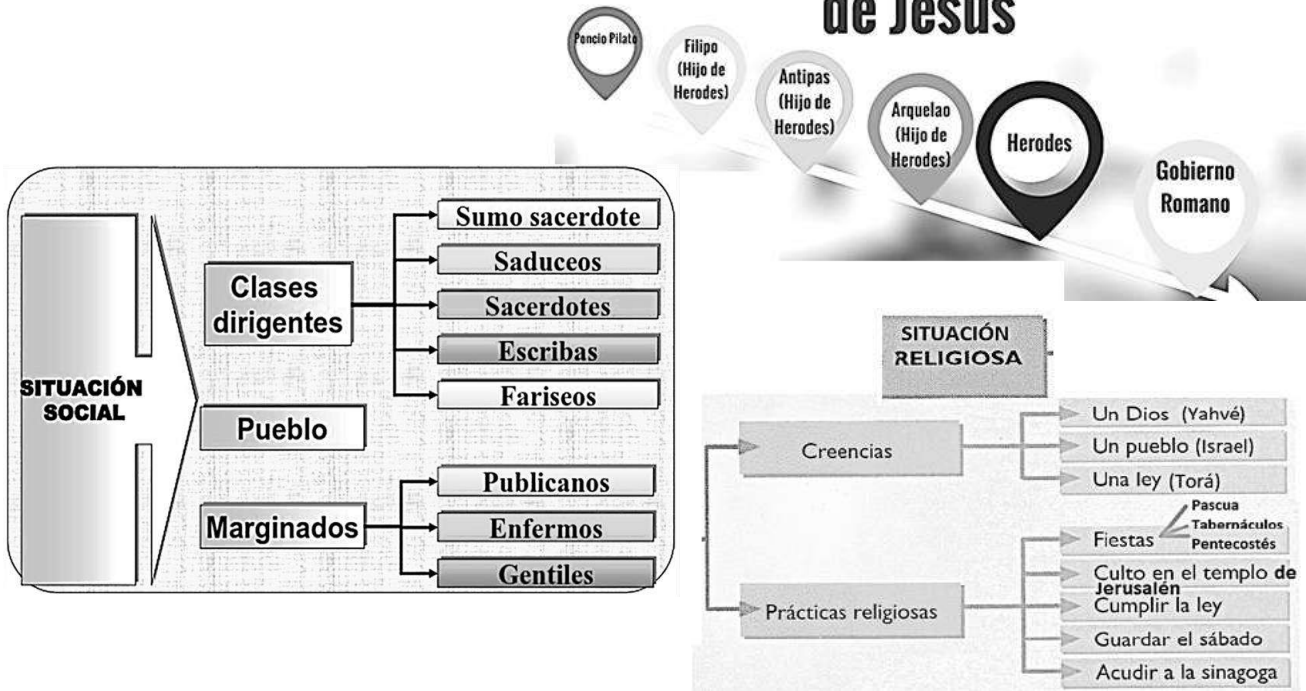 de Jesús
Poncio Pilato
Filipo
(Hijo de
Herodes)
Antipas
(Hijo de
Herodes)
Arquelao
(Hijo de
Herodes)
Herodes
Gobierno
Romano
SITUACIÓN
SOCIAL
Clases
dirigentes
Sumo sacerdote
Saduceos
Sacerdotes
Escribas
Fariseos
Pueblo
Marginados
Publicanos
Enfermos
Gentiles
SITUACIÓN
RELIGIOSA
Creencias
Un Dios (Yahvé)
Un pueblo (Israel)
Una ley (Torá)
Prácticas religiosas
Fiestas
Pascua
Tabernáculos
Pentecostés
Culto en el templo de
Jerusalén
Cumplir la ley
Guardar el sábado
Acudir a la sinagoga